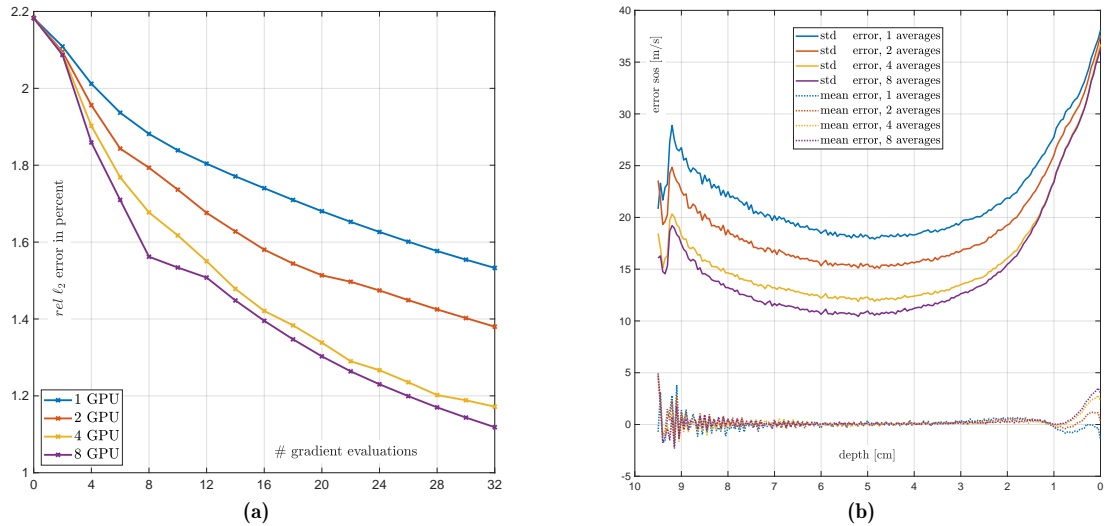 2.2
2
1.8
1.6
1.4
1.2
1
rel ℓ2 error in percent
1 GPU
2 GPU
4 GPU
8 GPU
# gradient evaluations
0 4 8 12 16 20 24 28 32
(a)
40
35
30
25
20
15
10
5
0
-5
error sos [m/s]
std error, 1 averages
std error, 2 averages
std error, 4 averages
std error, 8 averages
mean error, 1 averages
mean error, 2 averages
mean error, 4 averages
mean error, 8 averages
depth [cm]
10 9 8 7 6 5 4 3 2 1 0
(b)